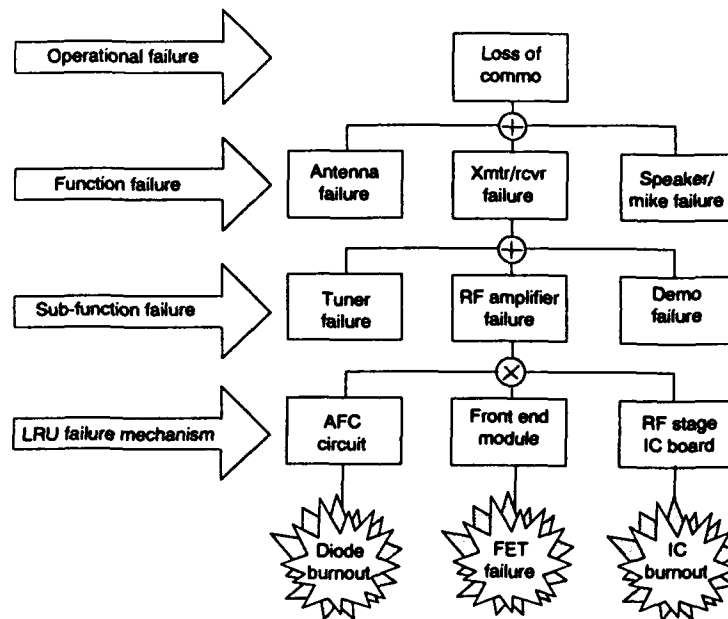 Operational failure
Loss of
commo
+
Function failure
Antenna
failure
Xmtr/rcvr
failure
Speaker/
mike failure
+
Sub-function failure
Tuner
failure
RF amplifier
failure
Demo
failure
×
LRU failure mechanism
AFC
circuit
Front end
module
RF stage
IC board
Diode
burnout
FET
failure
IC
burnout